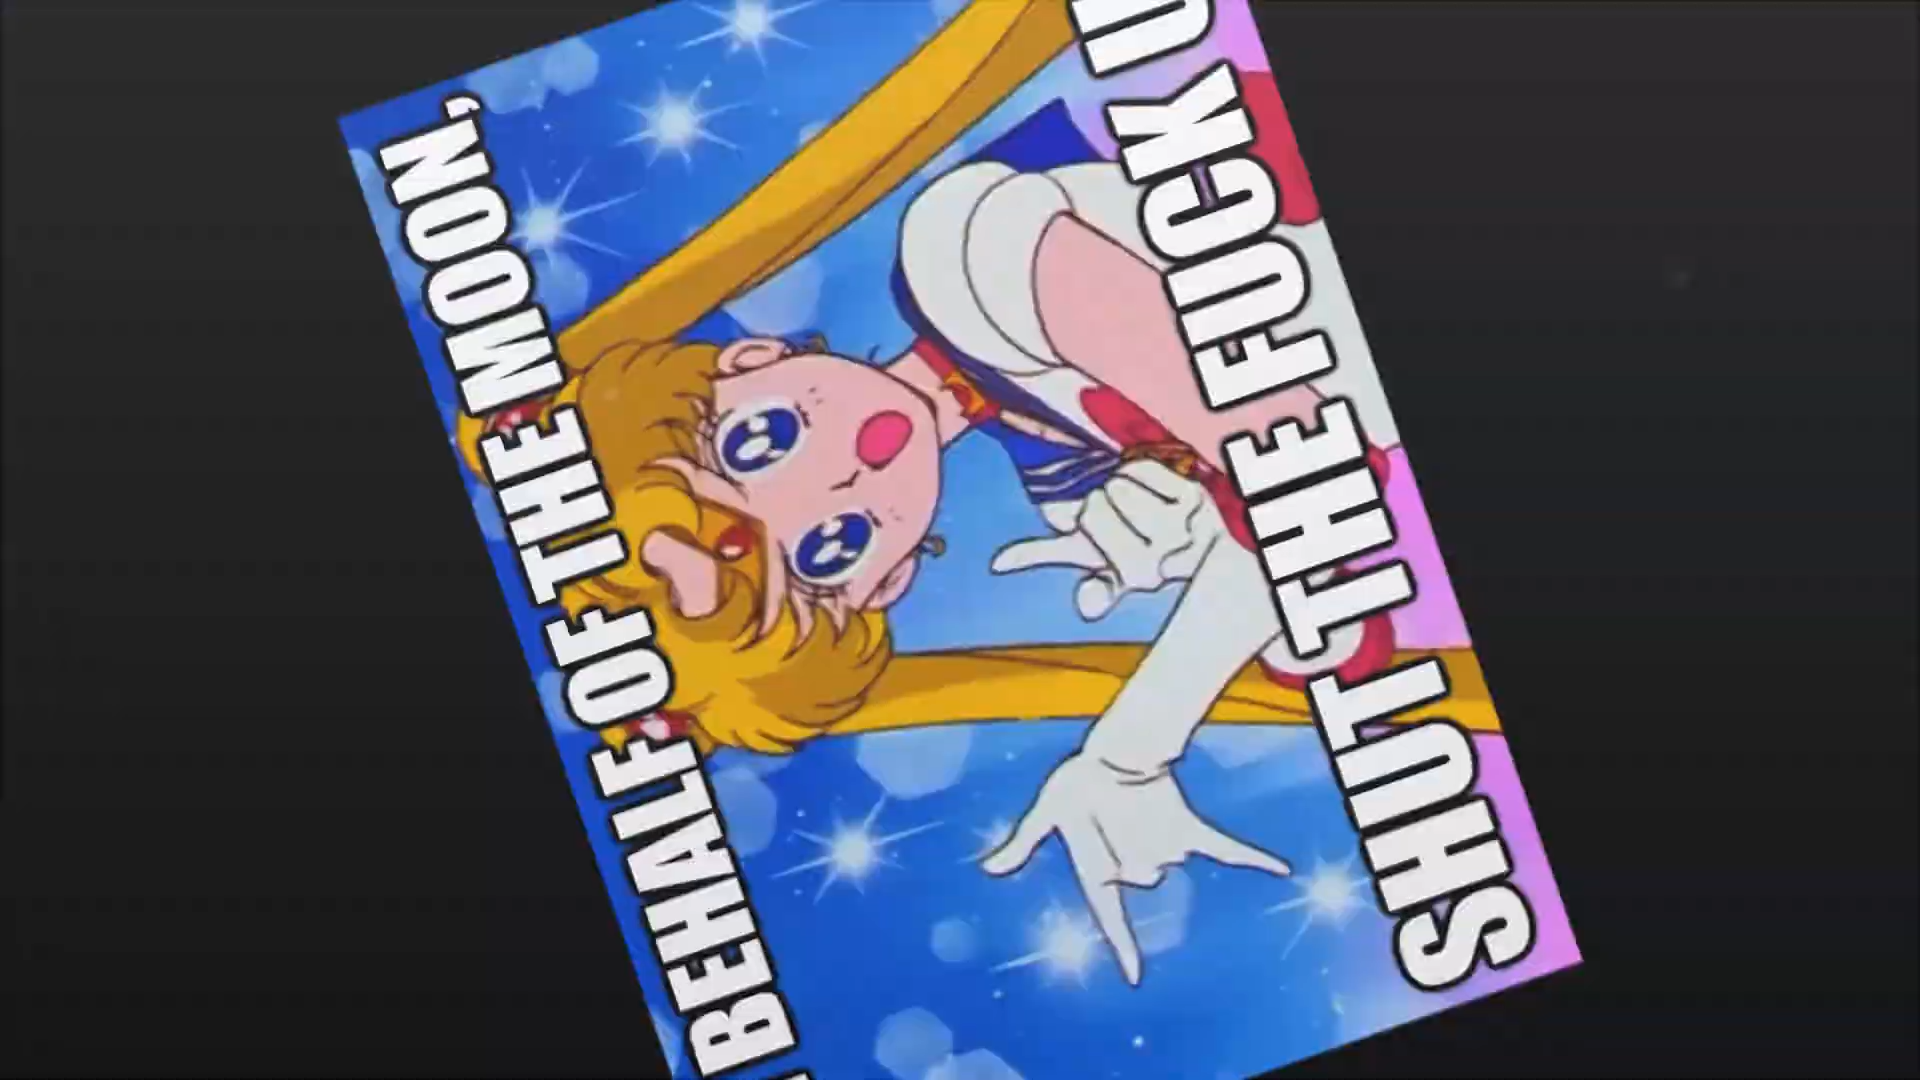 BEHALF OF THE MOON,
SHUT THE FUCK U